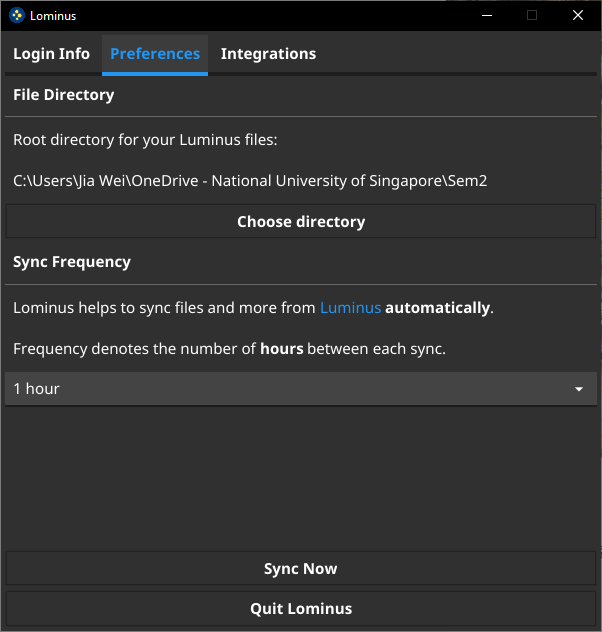 Lominus
Login Info Preferences Integrations
File Directory
Root directory for your Luminus files:
C:\Users\Jia Wei\OneDrive - National University of Singapore\Sem2
Choose directory
Sync Frequency
Lominus helps to sync files and more from Luminus automatically.
Frequency denotes the number of hours between each sync.
1 hour
Sync Now
Quit Lominus